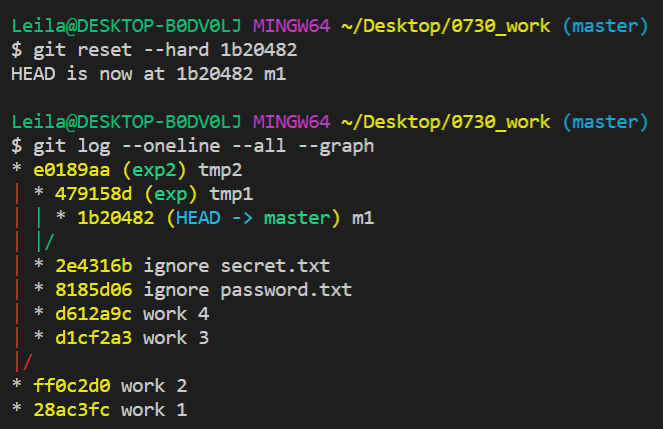 Leila@DESKTOP-B0DV0LJ MINGW64 ~/Desktop/0730_work (master)
$ git reset --hard 1b20482
HEAD is now at 1b20482 m1

Leila@DESKTOP-B0DV0LJ MINGW64 ~/Desktop/0730_work (master)
$ git log --oneline --all --graph
* e0189aa (exp2) tmp2
| * 479158d (exp) tmp1
| | * 1b20482 (HEAD -> master) m1
| |/
| * 2e4316b ignore secret.txt
| * 8185d06 ignore password.txt
| * d612a9c work 4
| * d1cf2a3 work 3
|/
* ff0c2d0 work 2
* 28ac3fc work 1